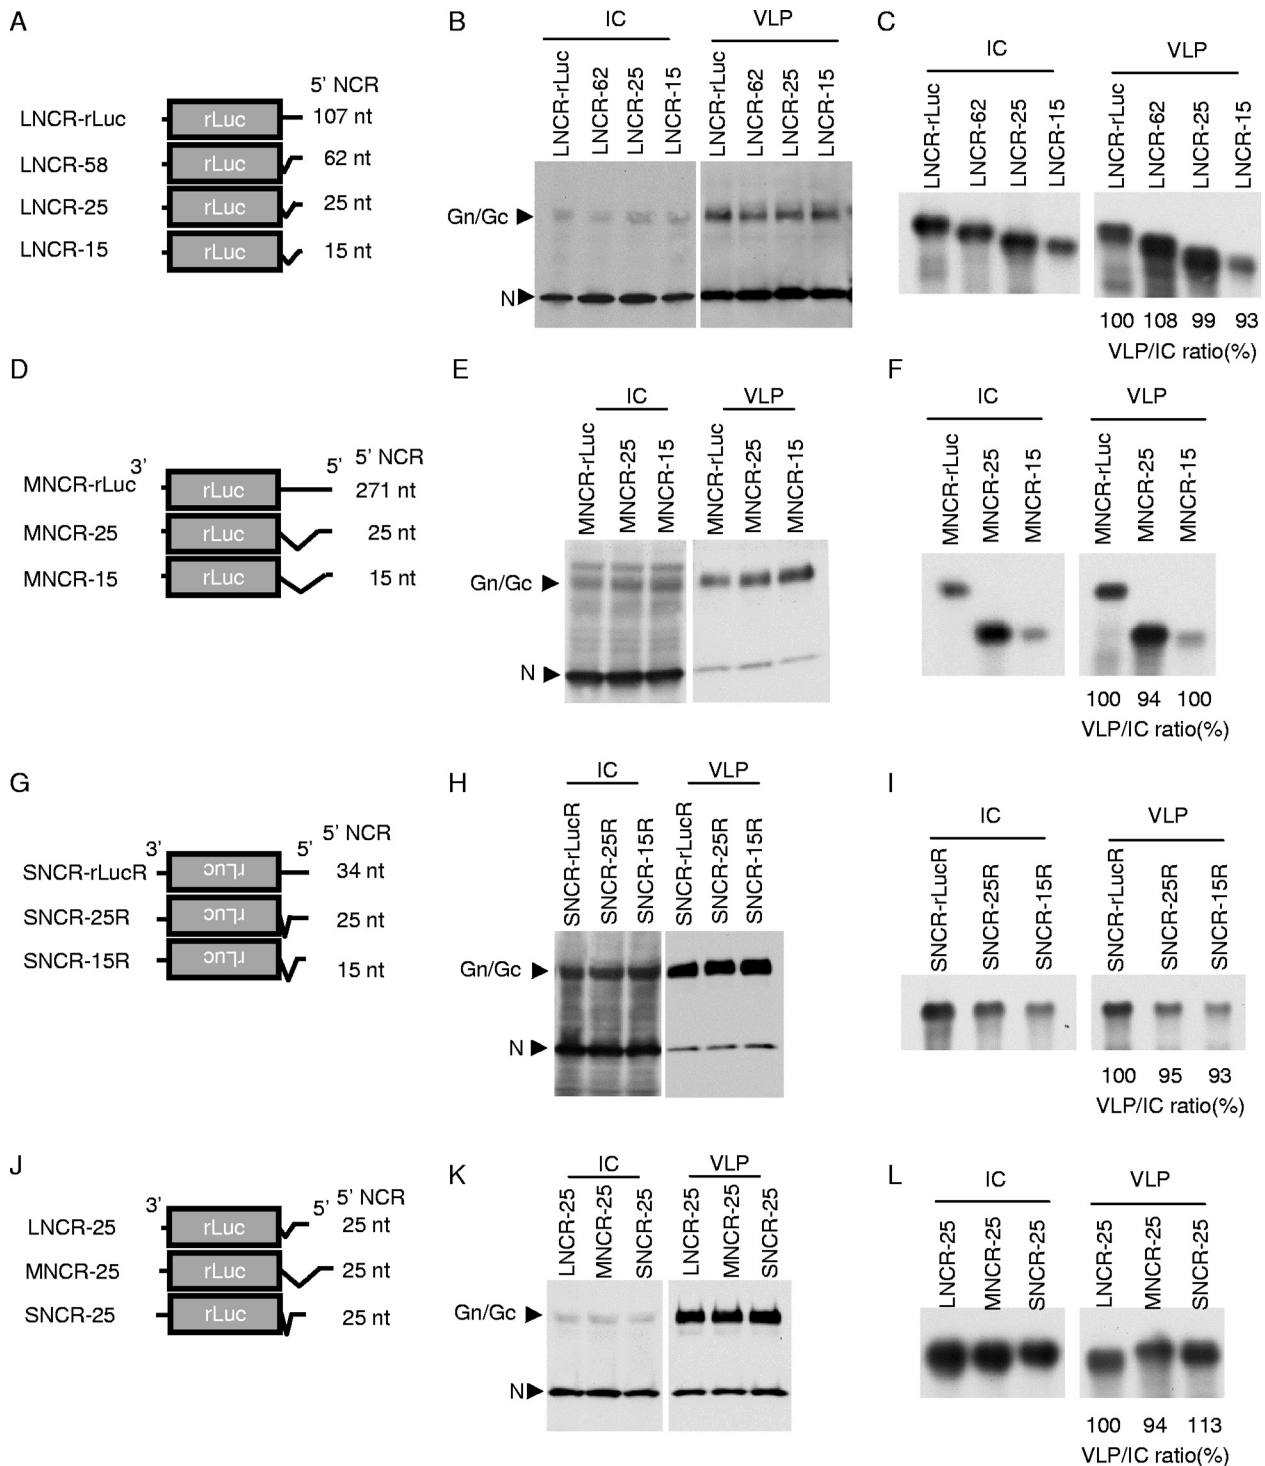 A
5' NCR
LNCR-rLuc rLuc 107 nt
LNCR-58 rLuc 62 nt
LNCR-25 rLuc 25 nt
LNCR-15 rLuc 15 nt
B
IC VLP
LNCR-rLuc LNCR-62 LNCR-25 LNCR-15 LNCR-rLuc LNCR-62 LNCR-25 LNCR-15
Gn/Gc
N
C
IC VLP
LNCR-rLuc LNCR-62 LNCR-25 LNCR-15 LNCR-rLuc LNCR-62 LNCR-25 LNCR-15
100 108 99 93
VLP/IC ratio(%)
D
3' 5' 5' NCR
MNCR-rLuc rLuc 271 nt
MNCR-25 rLuc 25 nt
MNCR-15 rLuc 15 nt
E
IC VLP
MNCR-rLuc MNCR-25 MNCR-15 MNCR-rLuc MNCR-25 MNCR-15
Gn/Gc
N
F
IC VLP
MNCR-rLuc MNCR-25 MNCR-15 MNCR-rLuc MNCR-25 MNCR-15
100 94 100
VLP/IC ratio(%)
G
3' 5' 5' NCR
SNCR-rLucR rLuc 34 nt
SNCR-25R rLuc 25 nt
SNCR-15R rLuc 15 nt
H
IC VLP
SNCR-rLucR SNCR-25R SNCR-15R SNCR-rLucR SNCR-25R SNCR-15R
Gn/Gc
N
I
IC VLP
SNCR-rLucR SNCR-25R SNCR-15R SNCR-rLucR SNCR-25R SNCR-15R
100 95 93
VLP/IC ratio(%)
J
3' 5' 5' NCR
LNCR-25 rLuc 25 nt
MNCR-25 rLuc 25 nt
SNCR-25 rLuc 25 nt
K
IC VLP
LNCR-25 MNCR-25 SNCR-25 LNCR-25 MNCR-25 SNCR-25
Gn/Gc
N
L
IC VLP
LNCR-25 MNCR-25 SNCR-25 LNCR-25 MNCR-25 SNCR-25
100 94 113
VLP/IC ratio(%)